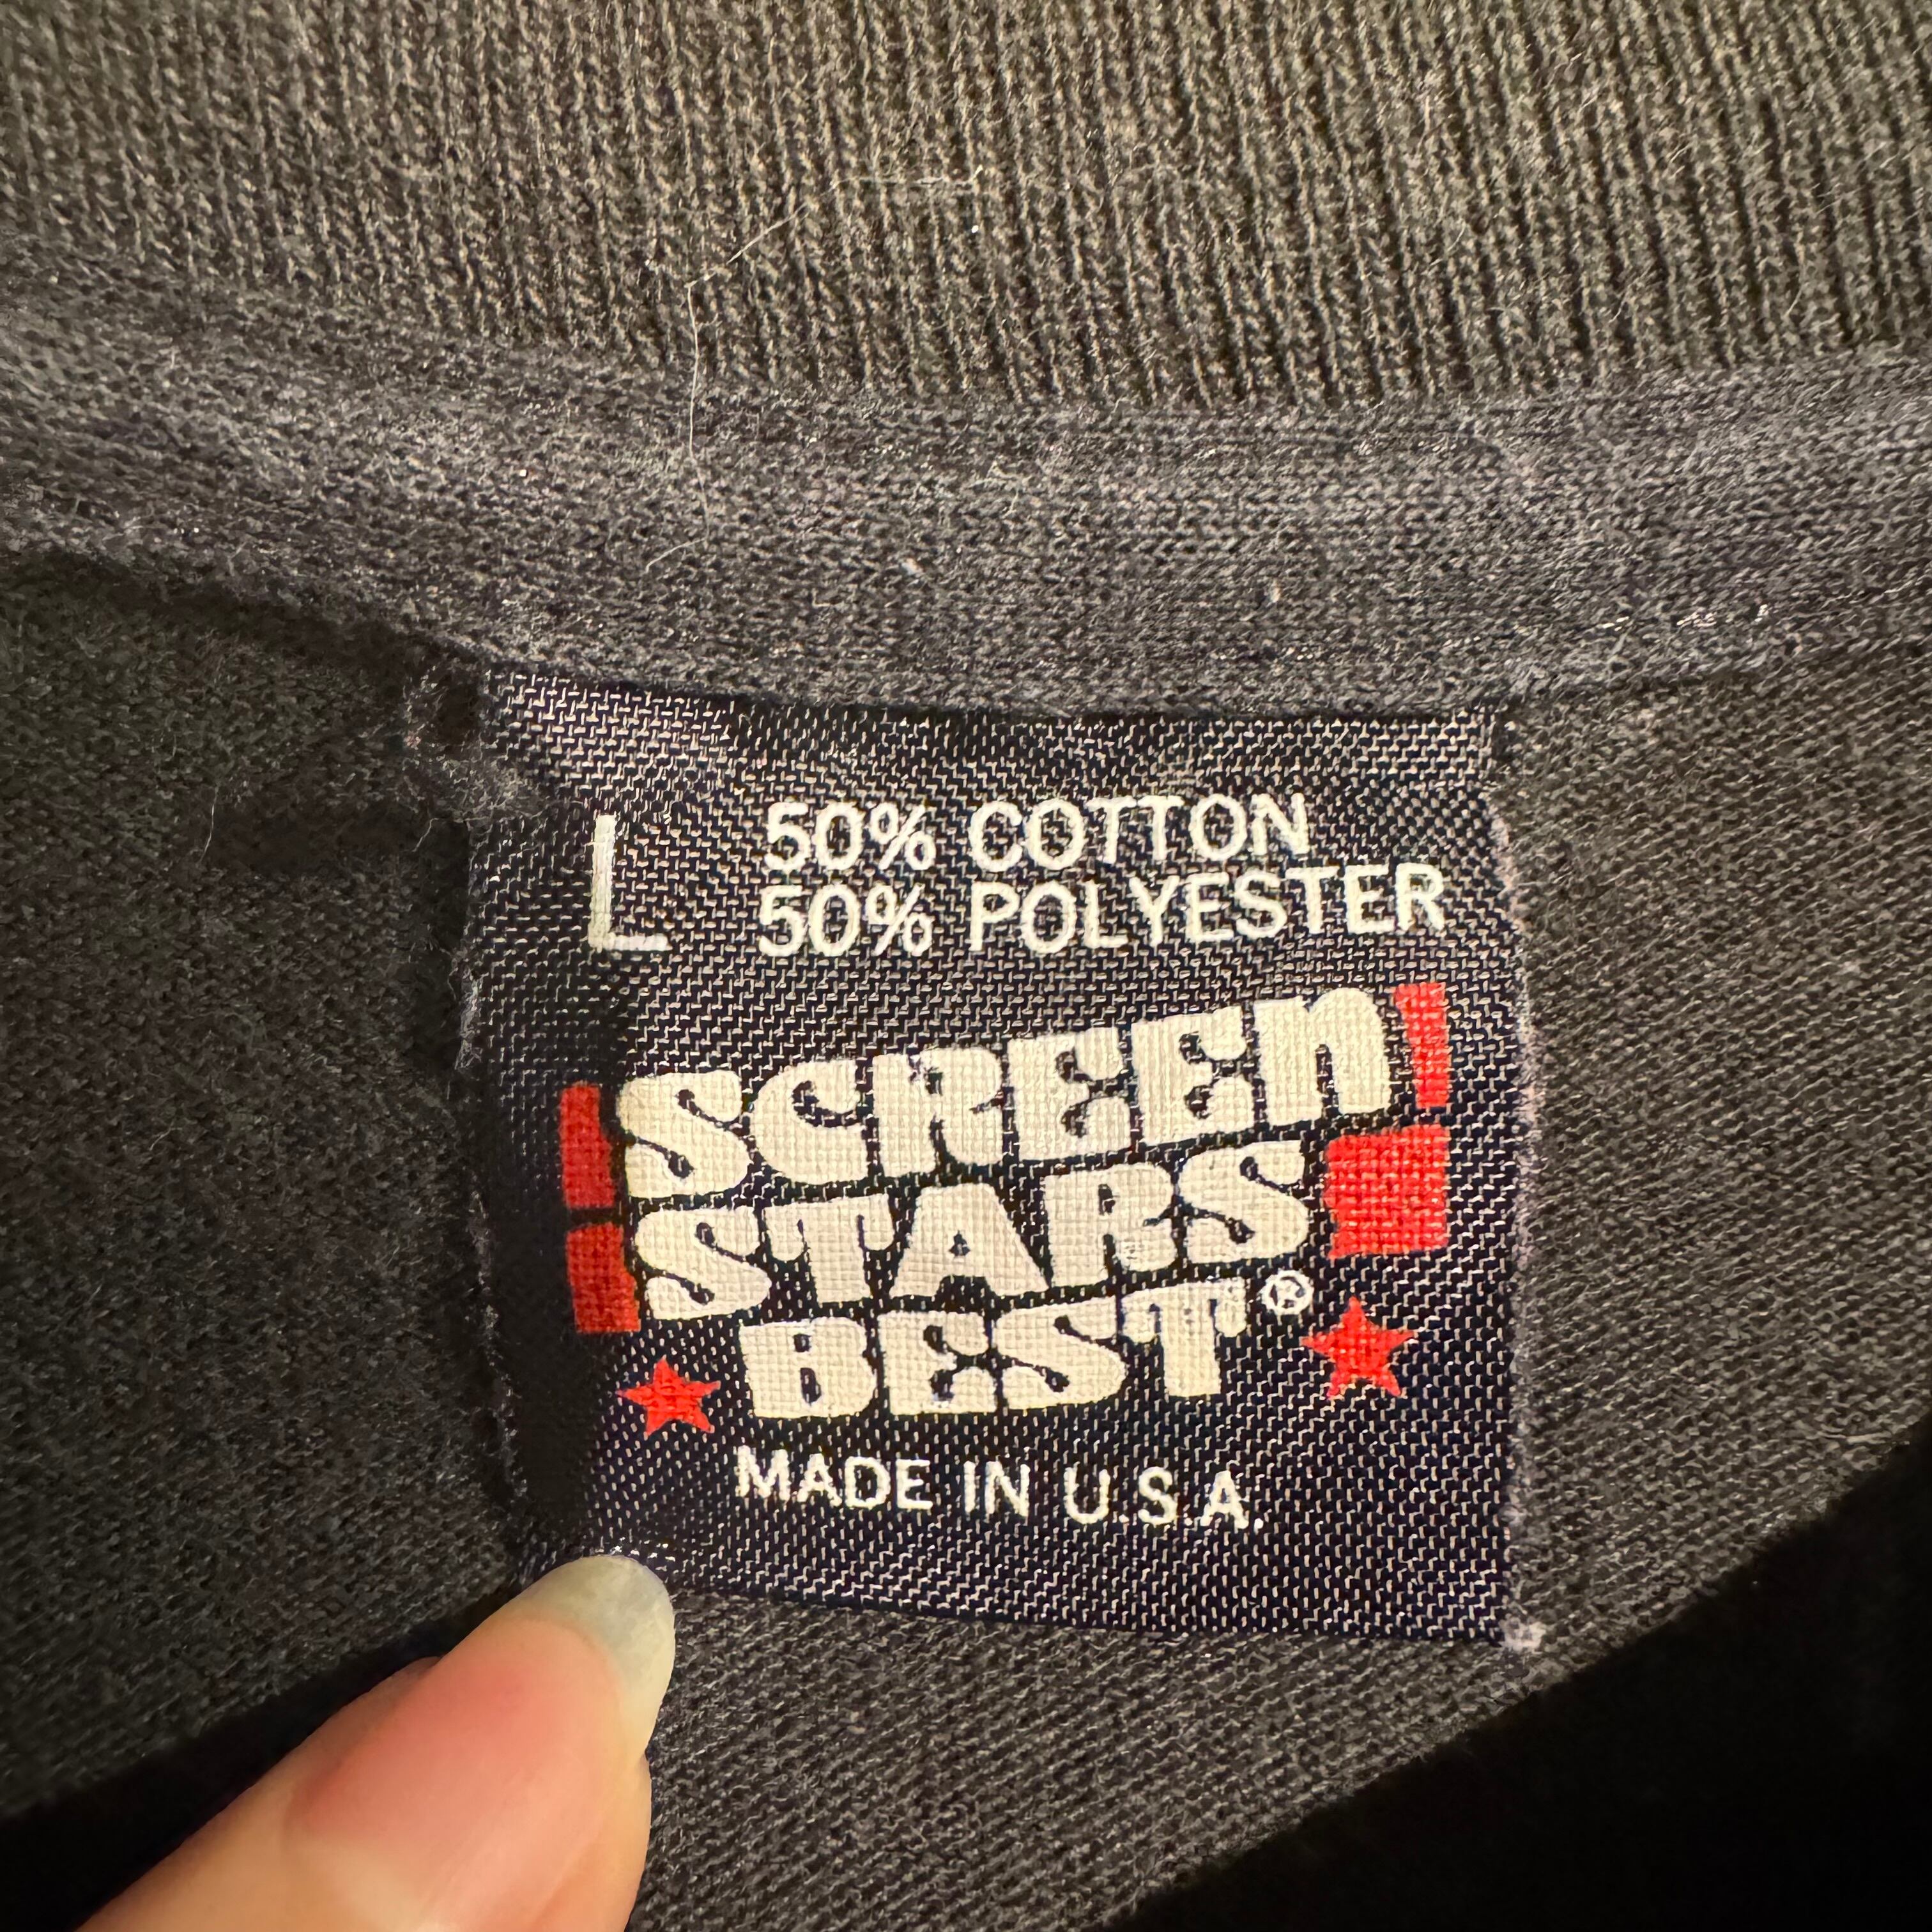 L 50% COTTON
50% POLYESTER
SCREEN
STARS
BEST®
MADE IN U.S.A.